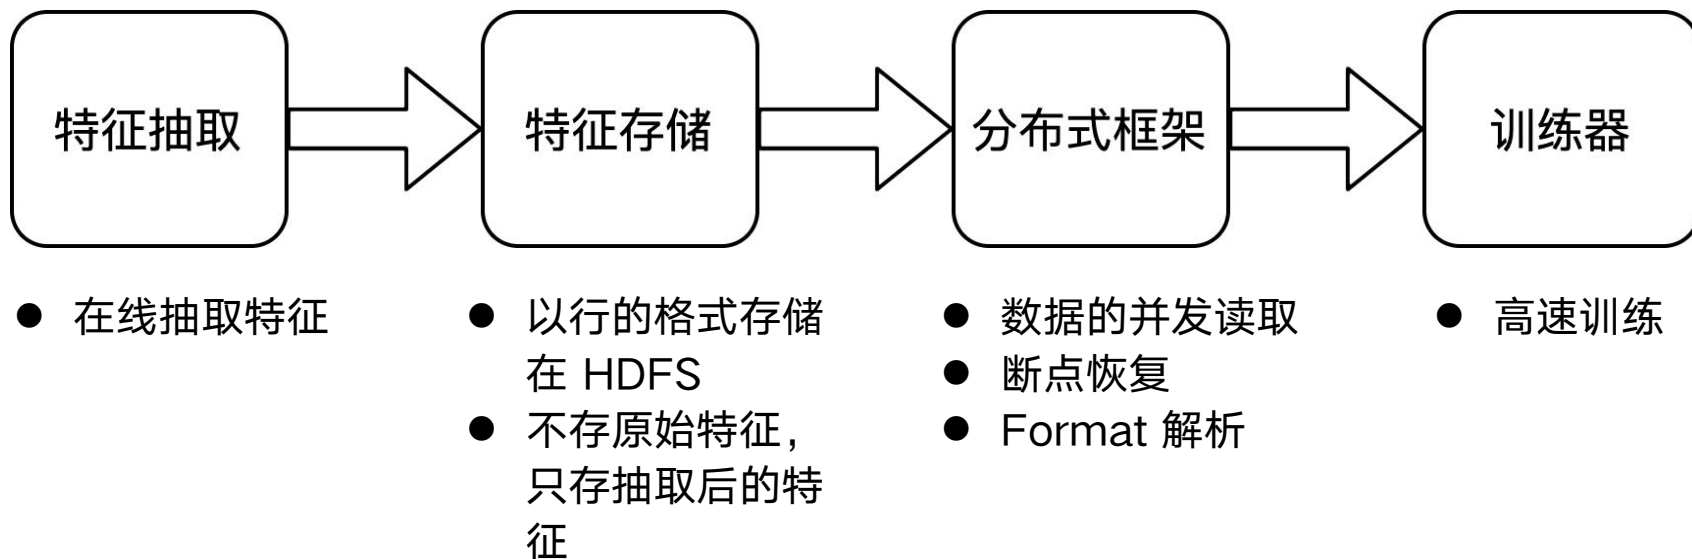 特征抽取
特征存储
分布式框架
训练器
● 在线抽取特征
● 以行的格式存储
在 HDFS
● 不存原始特征，
只存抽取后的特
征
● 数据的并发读取
● 断点恢复
● Format 解析
● 高速训练